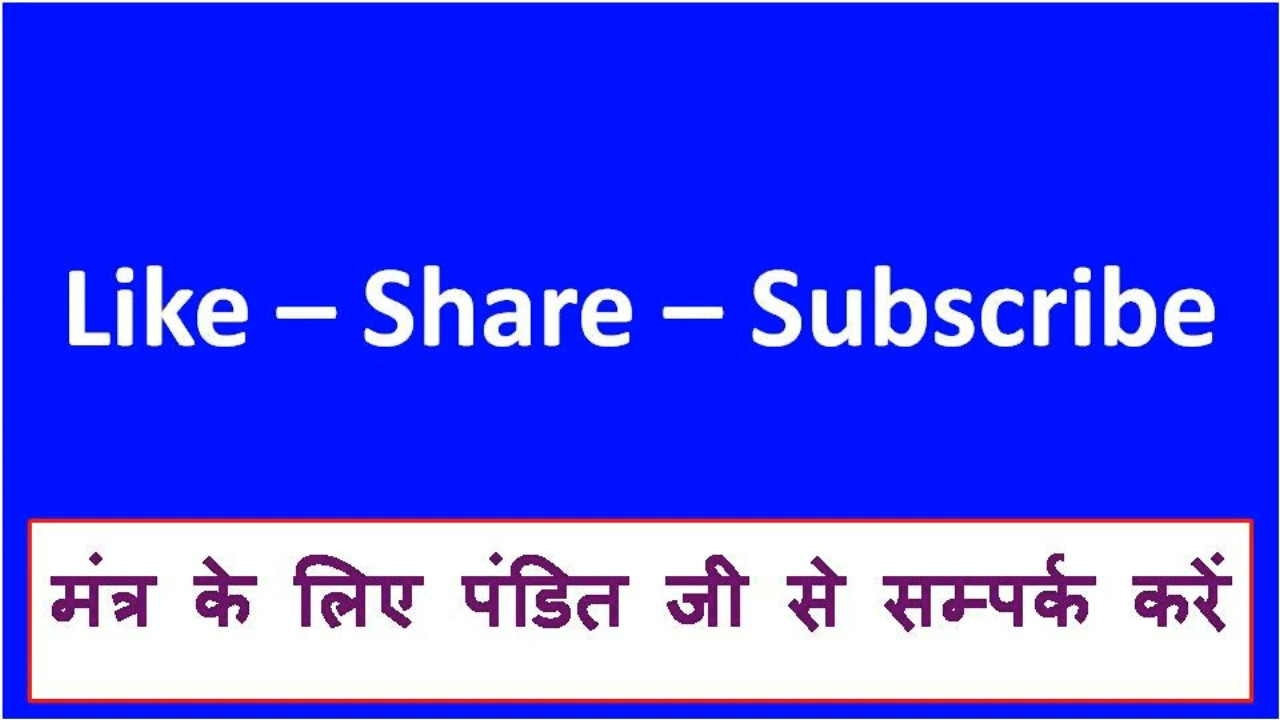 Like – Share – Subscribe
मंत्र के लिए पंडित जी से सम्पर्क करें